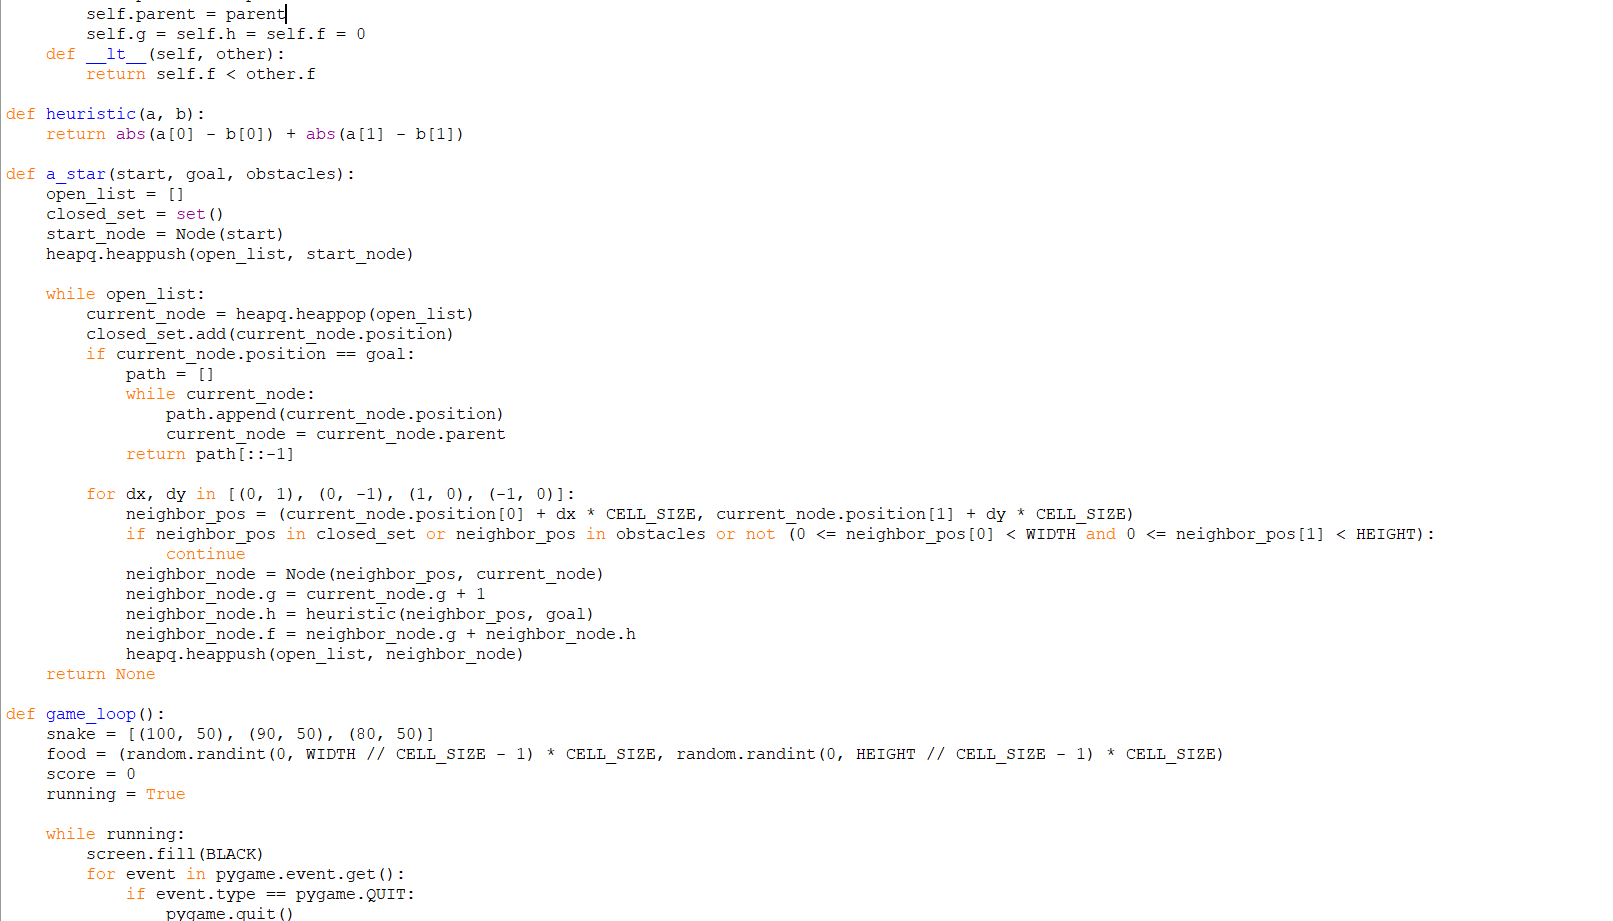 self.parent = parent
        self.g = self.h = self.f = 0
    def __lt__(self, other):
        return self.f < other.f

def heuristic(a, b):
    return abs(a[0] - b[0]) + abs(a[1] - b[1])

def a_star(start, goal, obstacles):
    open_list = []
    closed_set = set()
    start_node = Node(start)
    heapq.heappush(open_list, start_node)

    while open_list:
        current_node = heapq.heappop(open_list)
        closed_set.add(current_node.position)
        if current_node.position == goal:
            path = []
            while current_node:
                path.append(current_node.position)
                current_node = current_node.parent
            return path[::-1]

        for dx, dy in [(0, 1), (0, -1), (1, 0), (-1, 0)]:
            neighbor_pos = (current_node.position[0] + dx * CELL_SIZE, current_node.position[1] + dy * CELL_SIZE)
            if neighbor_pos in closed_set or neighbor_pos in obstacles or not (0 <= neighbor_pos[0] < WIDTH and 0 <= neighbor_pos[1] < HEIGHT):
                continue
            neighbor_node = Node(neighbor_pos, current_node)
            neighbor_node.g = current_node.g + 1
            neighbor_node.h = heuristic(neighbor_pos, goal)
            neighbor_node.f = neighbor_node.g + neighbor_node.h
            heapq.heappush(open_list, neighbor_node)
    return None

def game_loop():
    snake = [(100, 50), (90, 50), (80, 50)]
    food = (random.randint(0, WIDTH // CELL_SIZE - 1) * CELL_SIZE, random.randint(0, HEIGHT // CELL_SIZE - 1) * CELL_SIZE)
    score = 0
    running = True

    while running:
        screen.fill(BLACK)
        for event in pygame.event.get():
            if event.type == pygame.QUIT:
                pygame.quit()